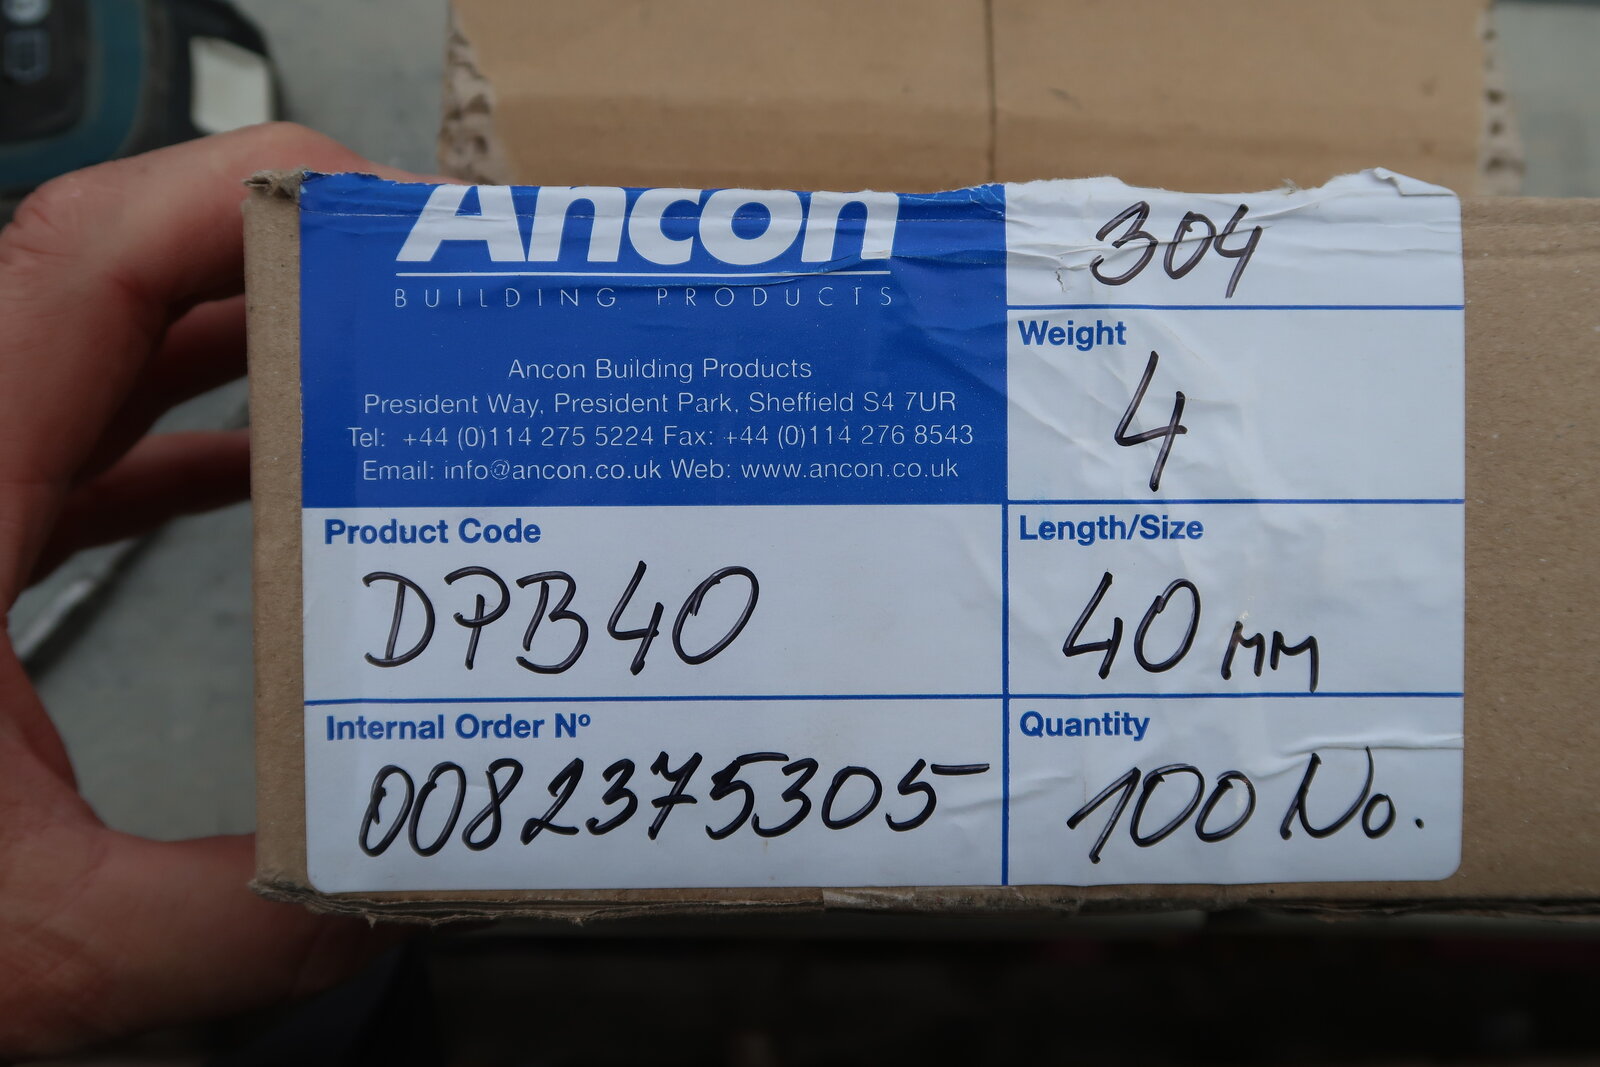 Ancon
BUILDING PRODUCTS
Ancon Building Products
President Way, President Park, Sheffield S4 7UR
Tel: +44 (0)114 275 5224 Fax: +44 (0)114 276 8543
Email: info@ancon.co.uk Web: www.ancon.co.uk
304
Weight
4
Product Code
DPB40
Length/Size
40 mm
Internal Order Nº
0082375305
Quantity
100 No.